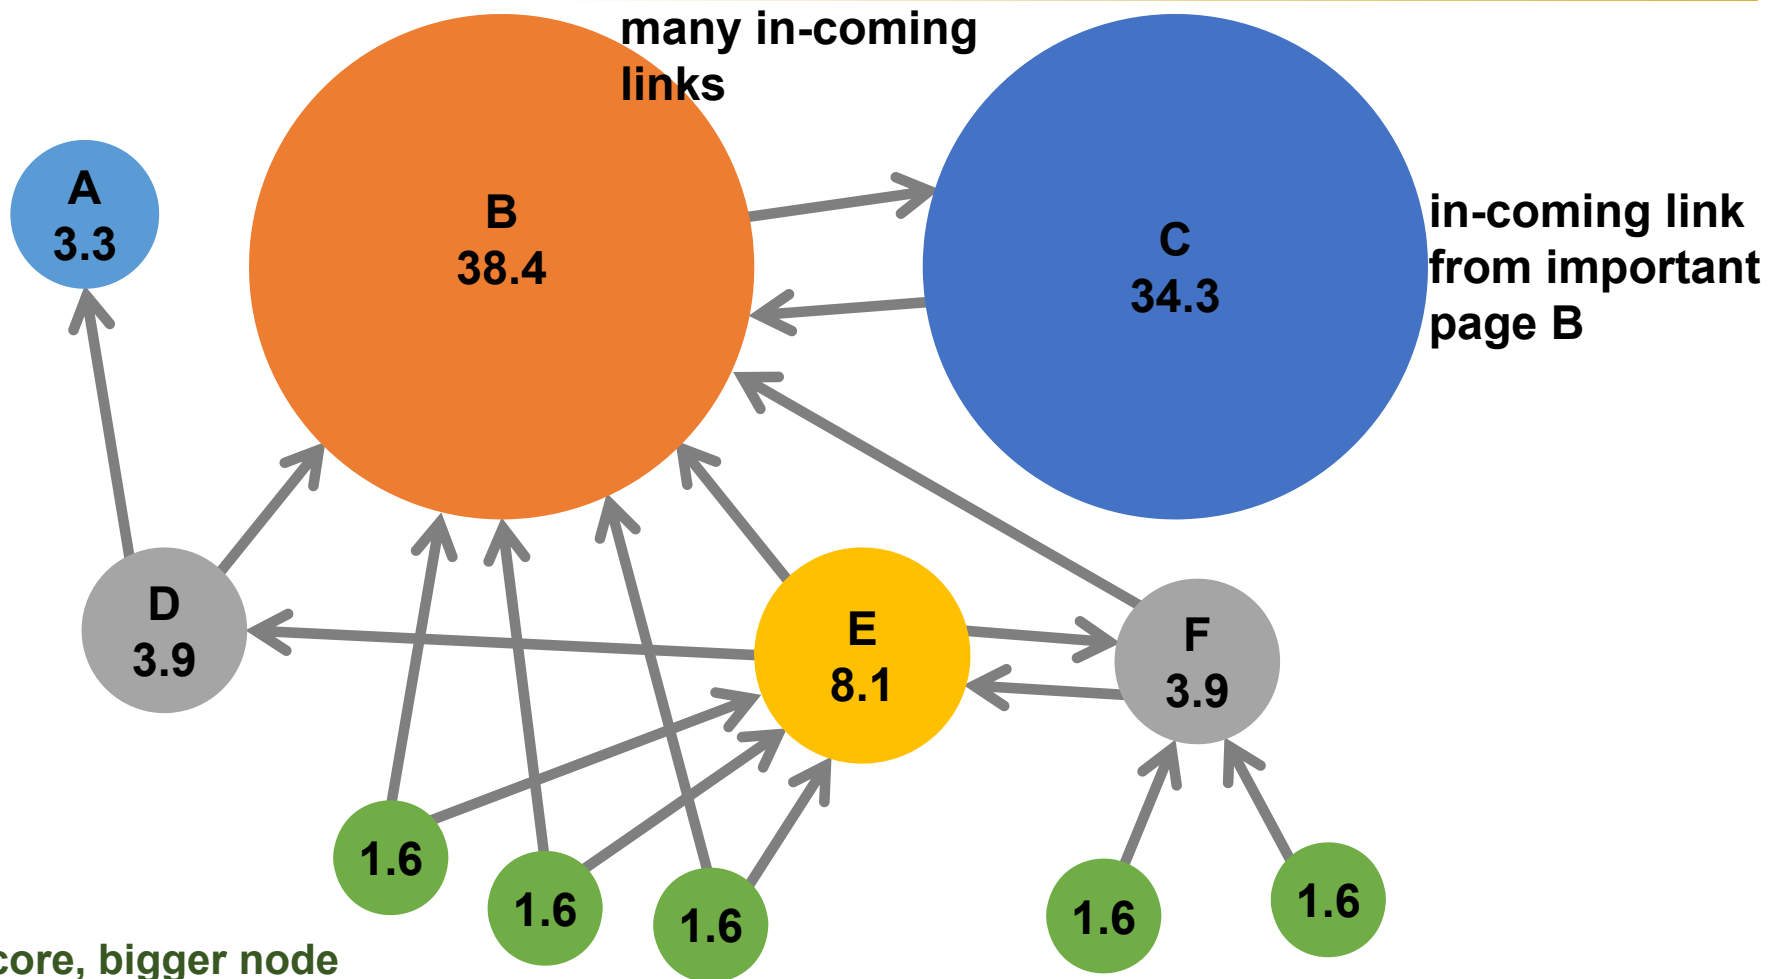 many in-coming
links
A
3.3
B
38.4
C
34.3
in-coming link
from important
page B
D
3.9
E
8.1
F
3.9
1.6
1.6
1.6
1.6
1.6
core, bigger node